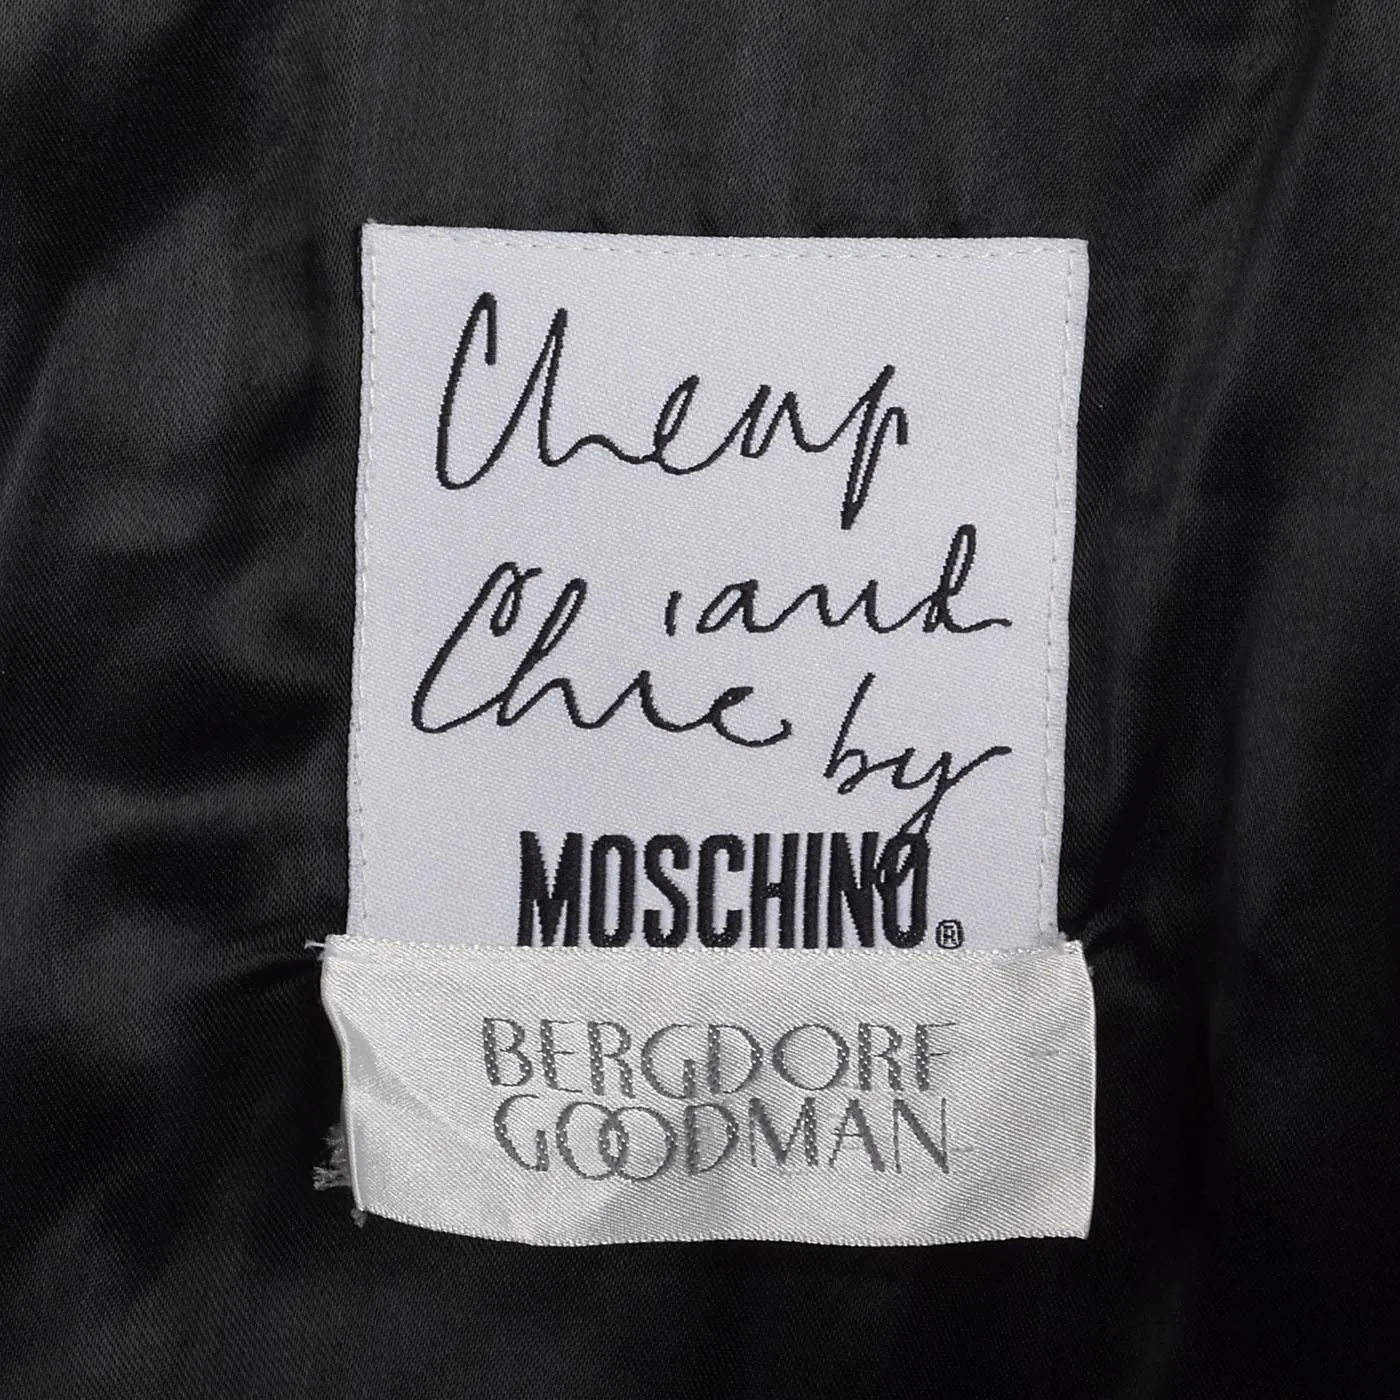 Cheap
and
Chic by
MOSCHINO®
BERGDORF
GOODMAN